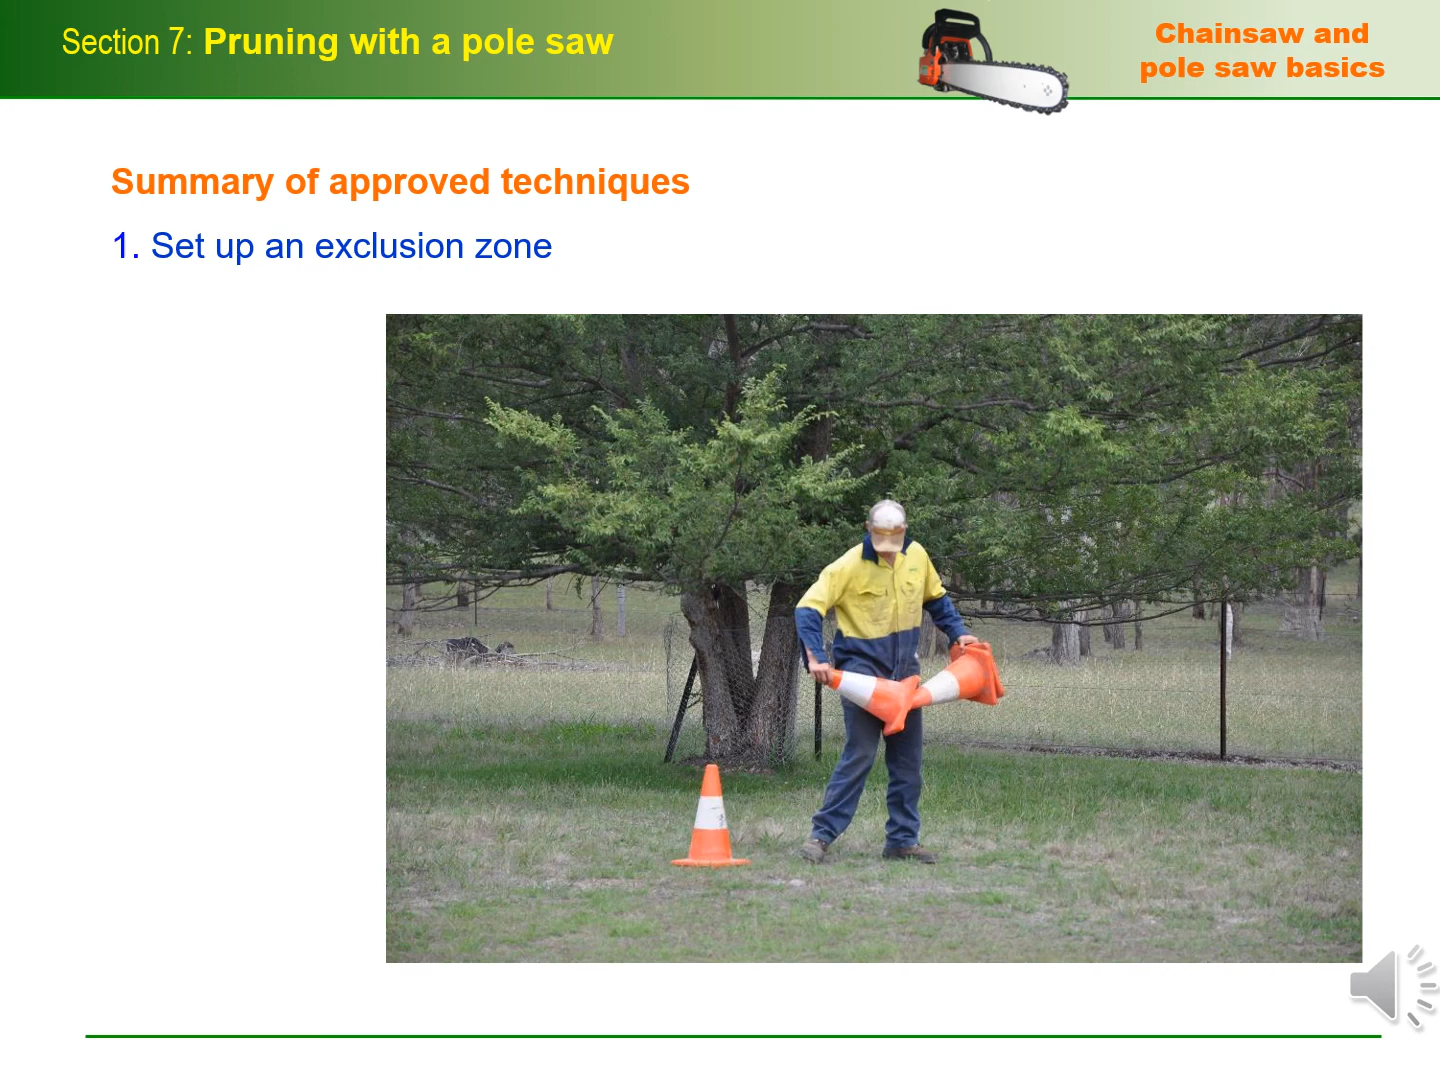 Section 7: Pruning with a pole saw
Chainsaw and
pole saw basics
Summary of approved techniques
1. Set up an exclusion zone